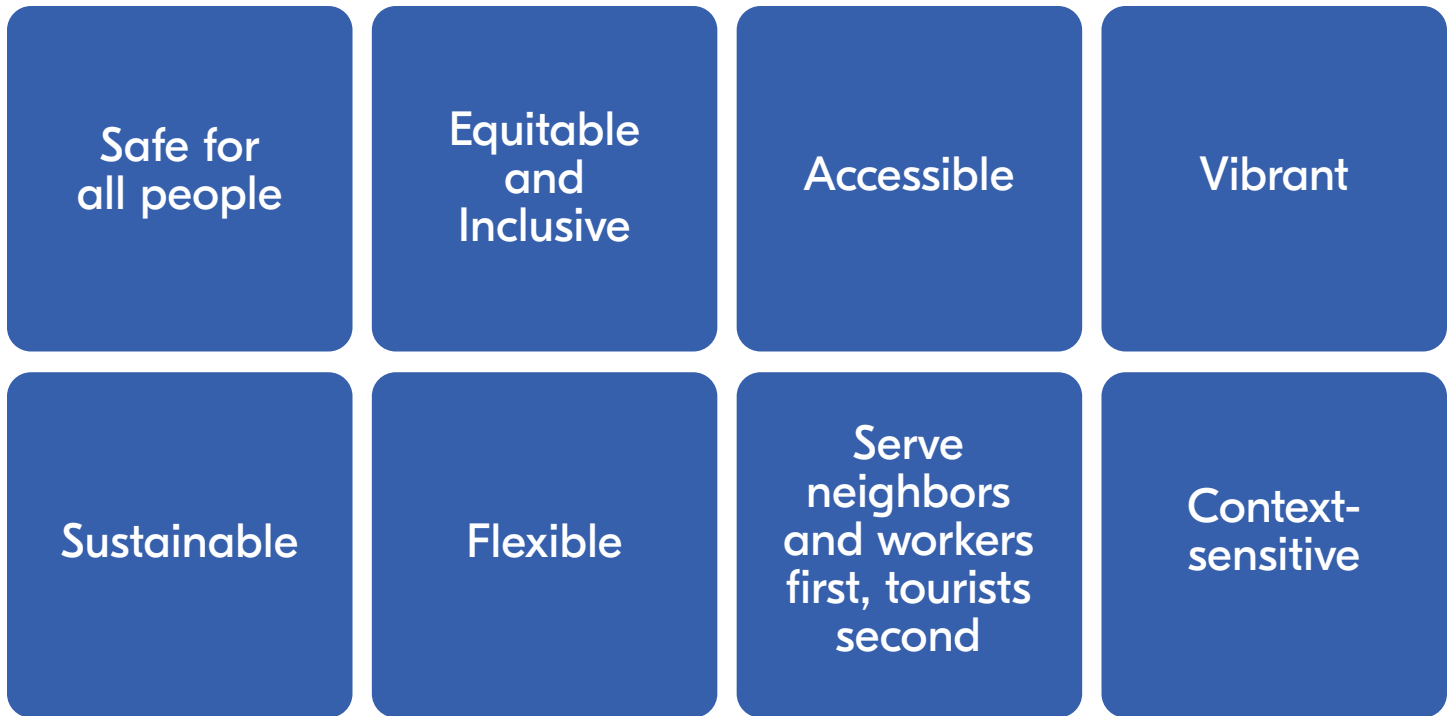 Safe for
all people
Equitable
and
Inclusive
Accessible
Vibrant
Sustainable
Flexible
Serve
neighbors
and workers
first, tourists
second
Context-
sensitive